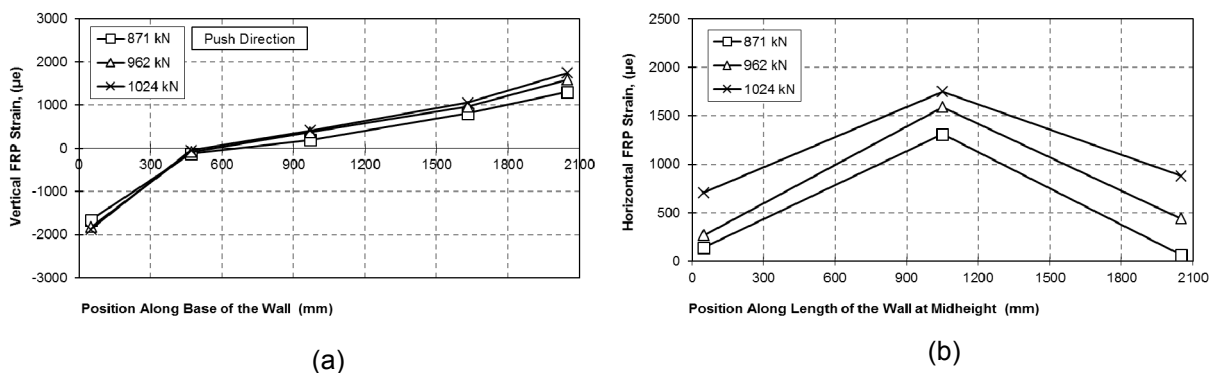 3000
2000
1000
0
-1000
-2000
-3000
Vertical FRP Strain, (µe)
871 kN
962 kN
1024 kN
Push Direction
0 300 600 900 1200 1500 1800 2100
Position Along Base of the Wall (mm)
(a)
2500
2000
1500
1000
500
0
Horizontal FRP Strain, (µe)
871 kN
962 kN
1024 kN
0 300 600 900 1200 1500 1800 2100
Position Along Length of the Wall at Midheight (mm)
(b)